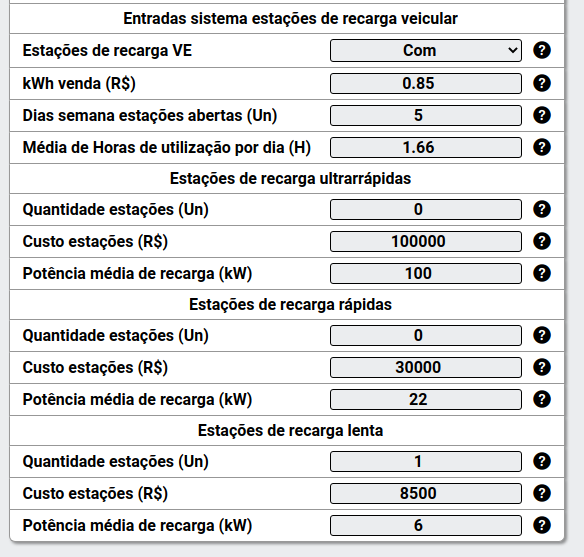 Entradas sistema estações de recarga veicular
Estações de recarga VE Com ?
kWh venda (R$) 0.85 ?
Dias semana estações abertas (Un) 5 ?
Média de Horas de utilização por dia (H) 1.66 ?
Estações de recarga ultrarrápidas
Quantidade estações (Un) 0 ?
Custo estações (R$) 100000 ?
Potência média de recarga (kW) 100 ?
Estações de recarga rápidas
Quantidade estações (Un) 0 ?
Custo estações (R$) 30000 ?
Potência média de recarga (kW) 22 ?
Estações de recarga lenta
Quantidade estações (Un) 1 ?
Custo estações (R$) 8500 ?
Potência média de recarga (kW) 6 ?